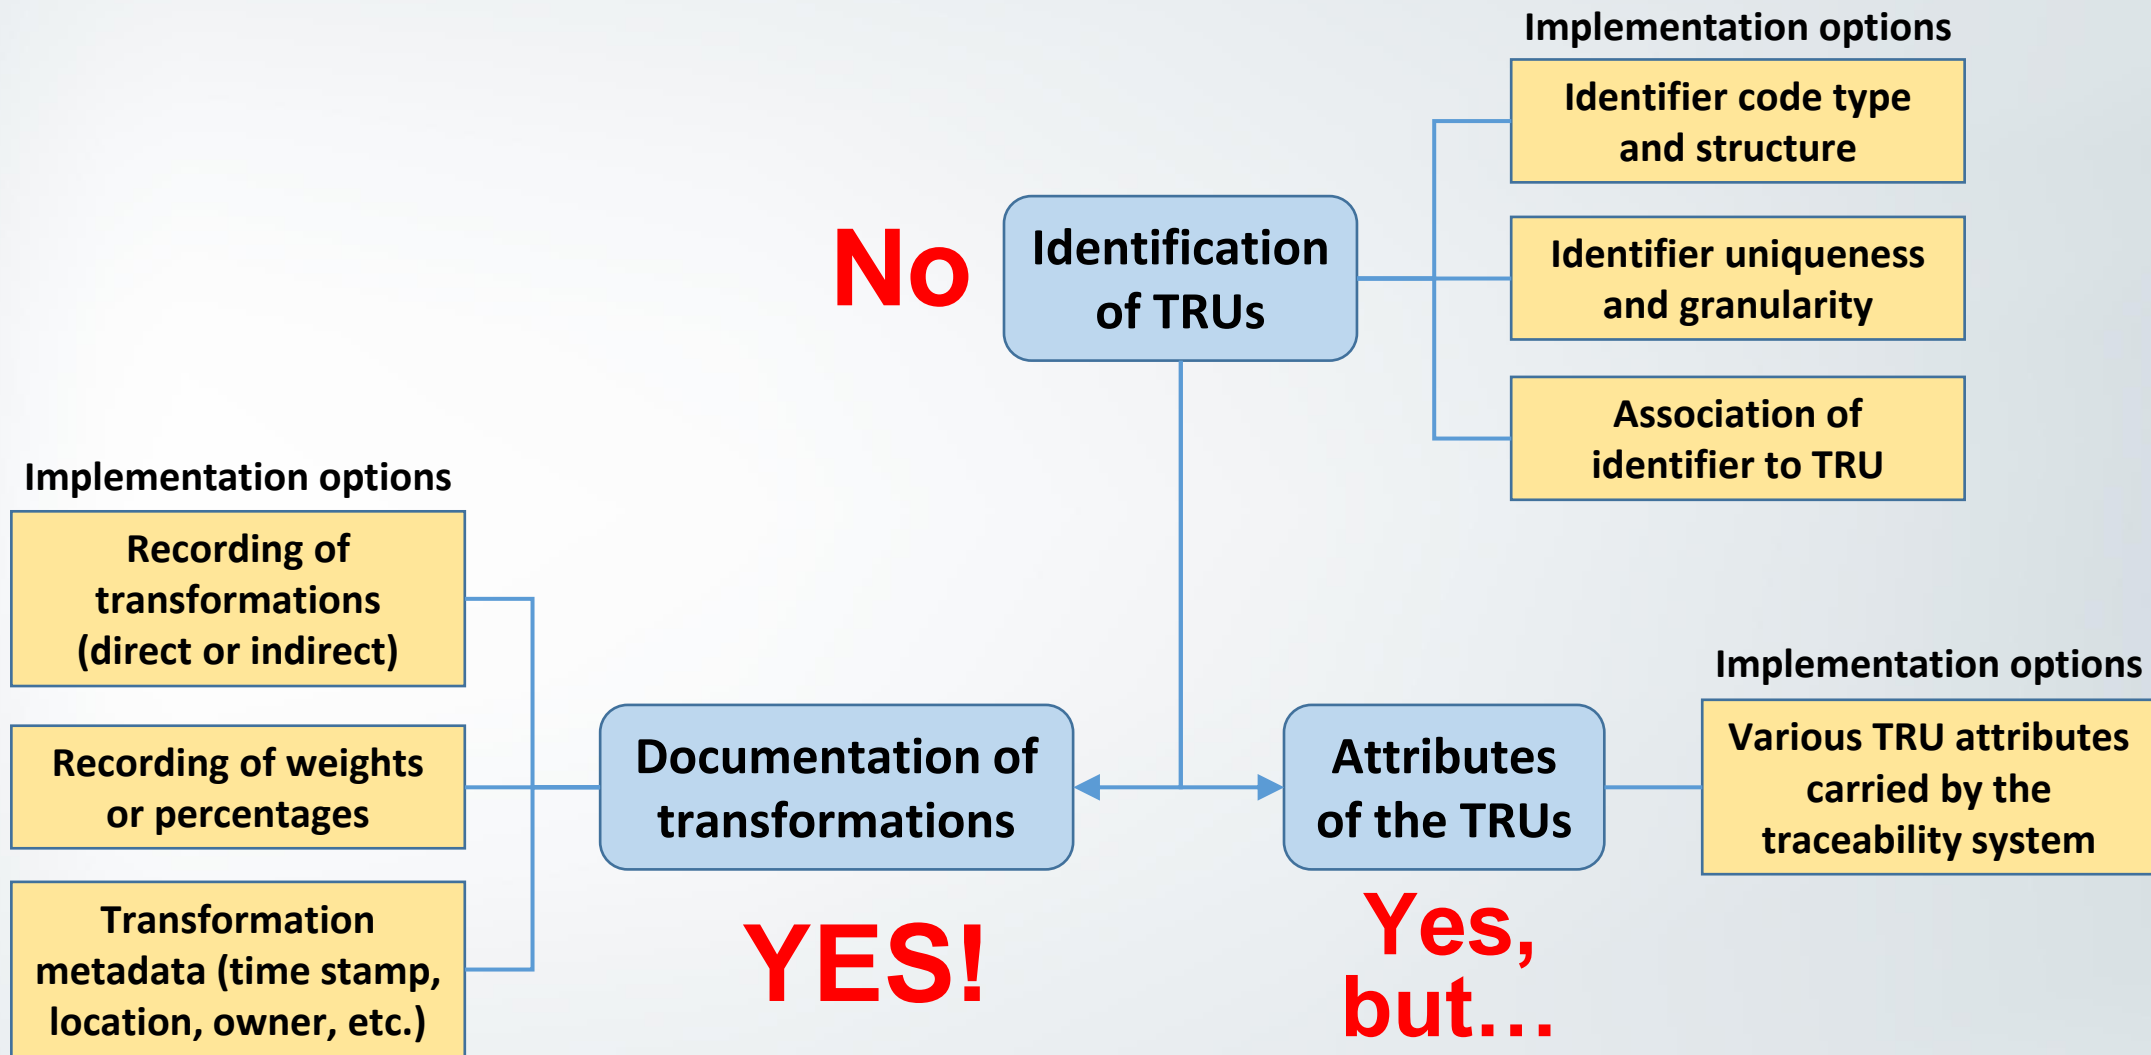 Implementation options
Identifier code type
and structure
Identifier uniqueness
and granularity
Association of
identifier to TRU
No
Identification
of TRUs
Implementation options
Recording of
transformations
(direct or indirect)
Recording of weights
or percentages
Transformation
metadata (time stamp,
location, owner, etc.)
Documentation of
transformations
YES!
Attributes
of the TRUs
Yes,
but...
Implementation options
Various TRU attributes
carried by the
traceability system